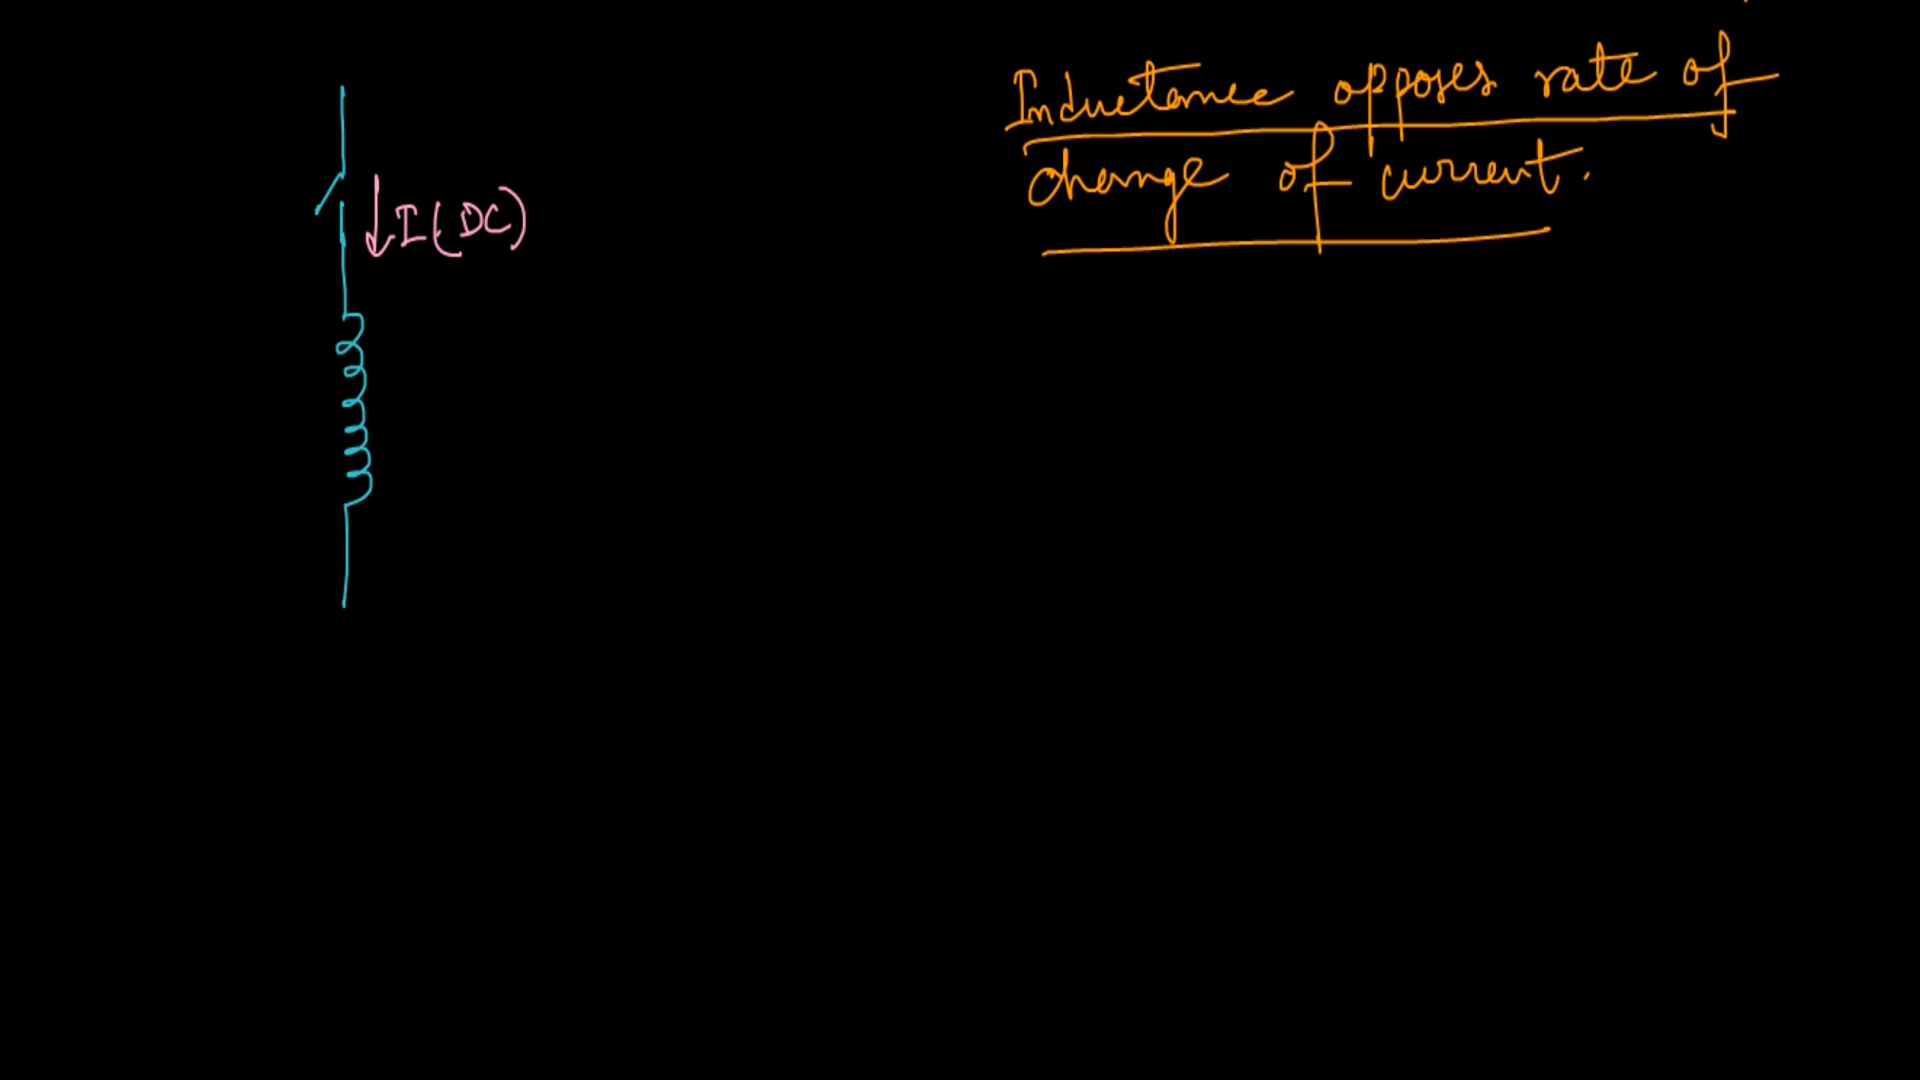 Inductance opposes rate of
change of current.
I (DC)